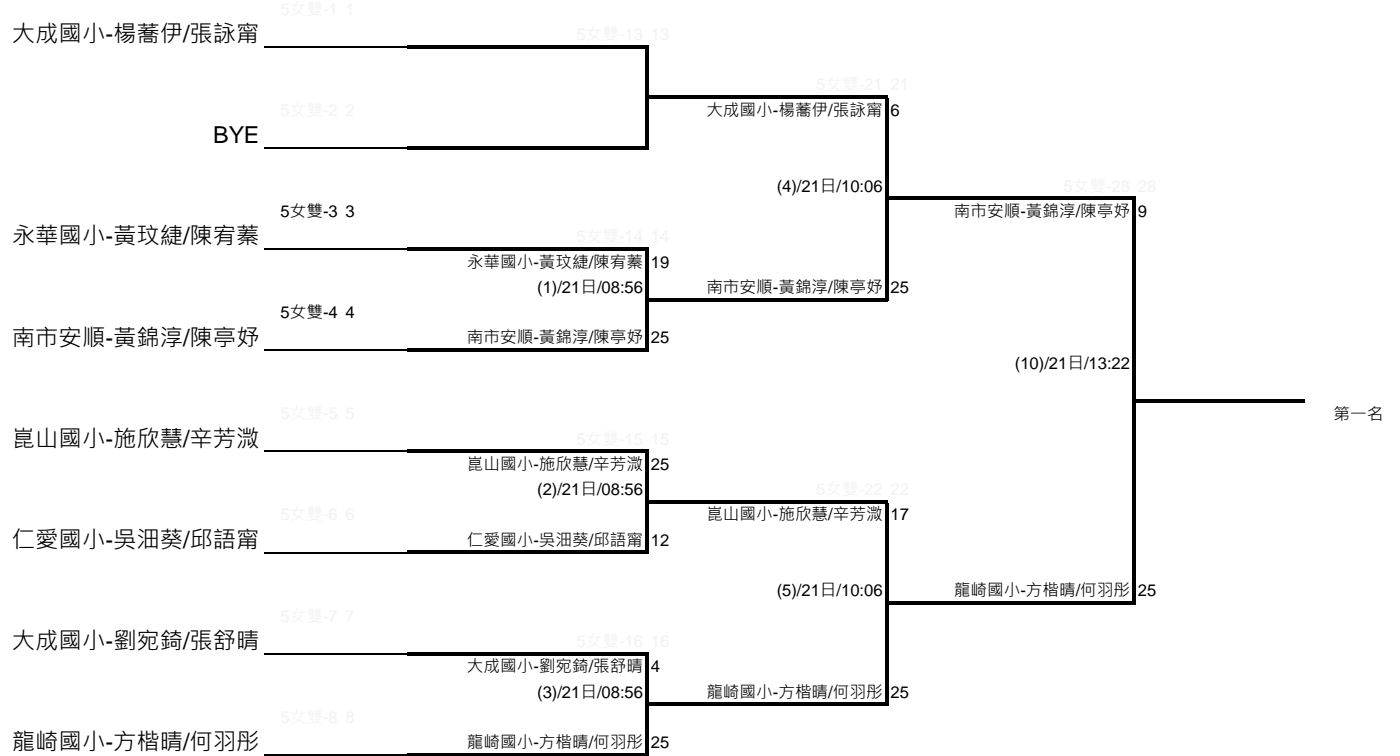 5女雙-1 1
大成國小-楊蕎伊/張詠甯
5女雙-13 13
5女雙-21 21
大成國小-楊蕎伊/張詠甯 6
5女雙-2 2
BYE
(4)/21日/10:06
5女雙-28 28
南市安順-黃錦淳/陳亭妤 9
5女雙-3 3
永華國小-黃玟緁/陳宥蓁
5女雙-14 14
永華國小-黃玟緁/陳宥蓁 19
(1)/21日/08:56
南市安順-黃錦淳/陳亭妤 25
5女雙-4 4
南市安順-黃錦淳/陳亭妤
南市安順-黃錦淳/陳亭妤 25
(10)/21日/13:22
第一名
5女雙-5 5
崑山國小-施欣慧/辛芳溦
5女雙-15 15
崑山國小-施欣慧/辛芳溦 25
(2)/21日/08:56
5女雙-22 22
崑山國小-施欣慧/辛芳溦 17
5女雙-6 6
仁愛國小-吳沺葵/邱語甯
仁愛國小-吳沺葵/邱語甯 12
(5)/21日/10:06
龍崎國小-方楷晴/何羽彤 25
5女雙-7 7
大成國小-劉宛錡/張舒晴
5女雙-16 16
大成國小-劉宛錡/張舒晴 4
(3)/21日/08:56
龍崎國小-方楷晴/何羽彤 25
5女雙-8 8
龍崎國小-方楷晴/何羽彤
龍崎國小-方楷晴/何羽彤 25